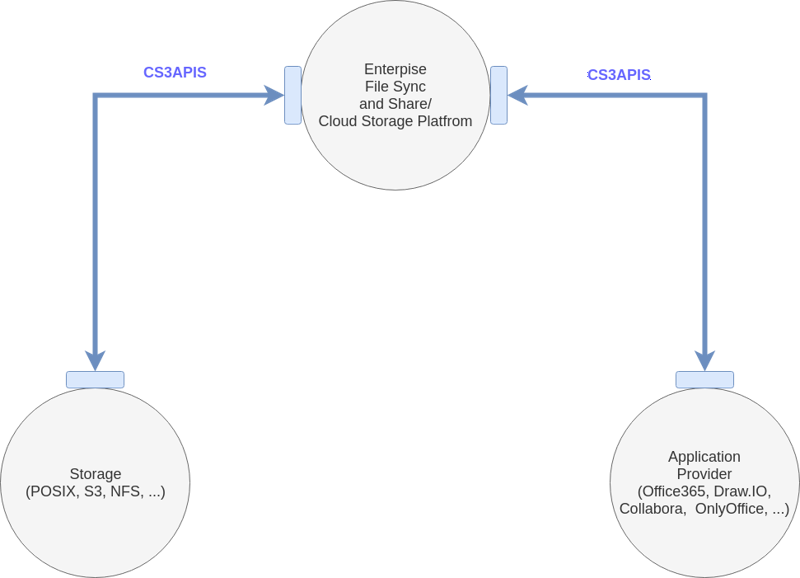 CS3APIS
CS3APIS
Enterpise
File Sync
and Share/
Cloud Storage Platfrom
Storage
(POSIX, S3, NFS, ...)
Application
Provider
(Office365, Draw.IO,
Collabora, OnlyOffice, ...)